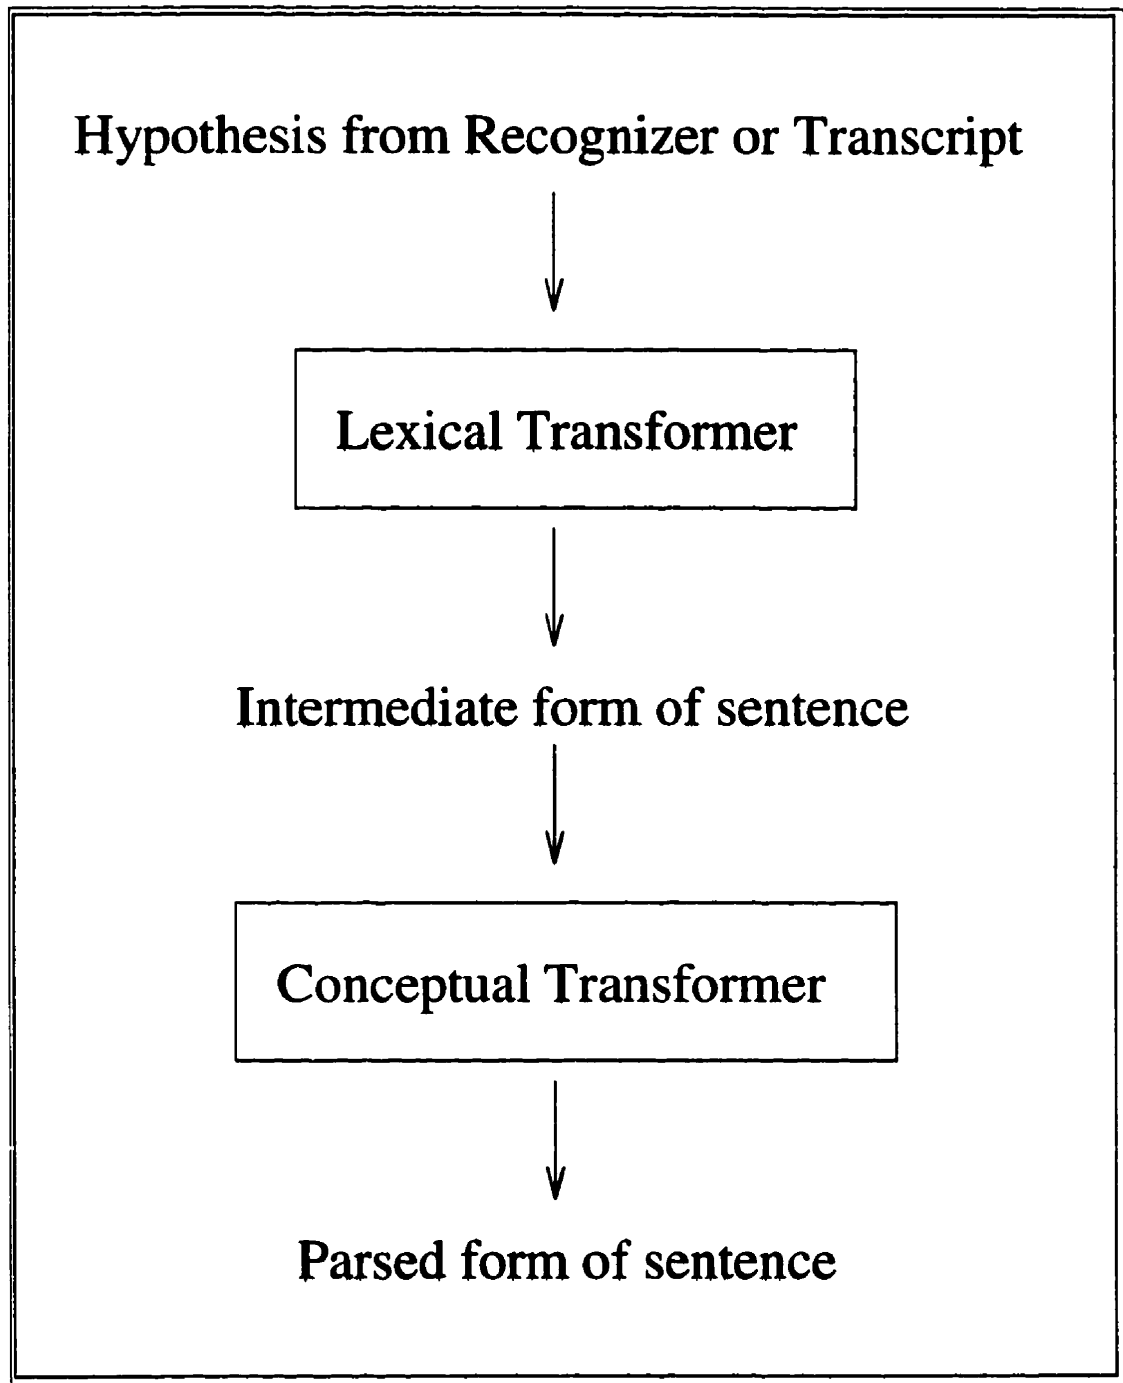 Hypothesis from Recognizer or Transcript
Lexical Transformer
Intermediate form of sentence
Conceptual Transformer
Parsed form of sentence